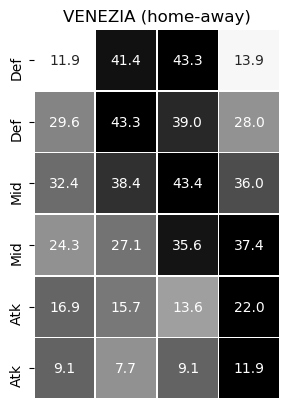 VENEZIA (home-away)
Def 11.9 41.4 43.3 13.9
Def 29.6 43.3 39.0 28.0
Mid 32.4 38.4 43.4 36.0
Mid 24.3 27.1 35.6 37.4
Atk 16.9 15.7 13.6 22.0
Atk 9.1 7.7 9.1 11.9